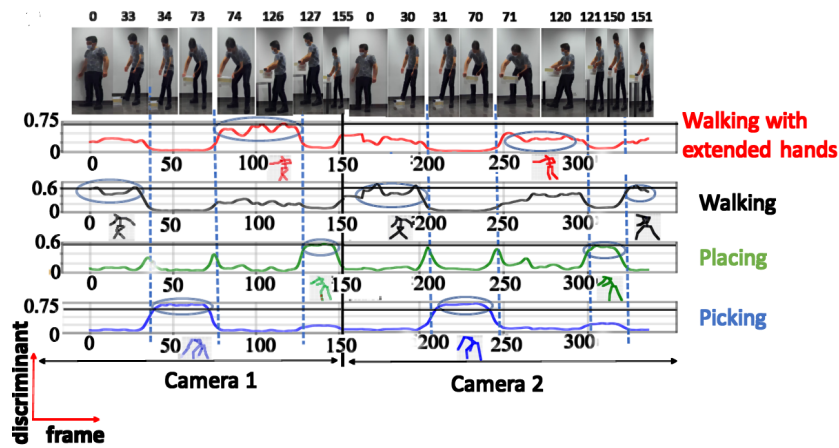 0 33 34 73 74 126 127 155 0 30 31 70 71 120 121 150 151
0.75
0
0 50 100 150 200 250 300
Walking with
extended hands
0.6
0
0 50 100 150 200 250 300
Walking
0.6
0
0 50 100 150 200 250 300
Placing
0.75
0
0 50 100 150 200 250 300
Picking
Camera 1 Camera 2
discriminant
frame